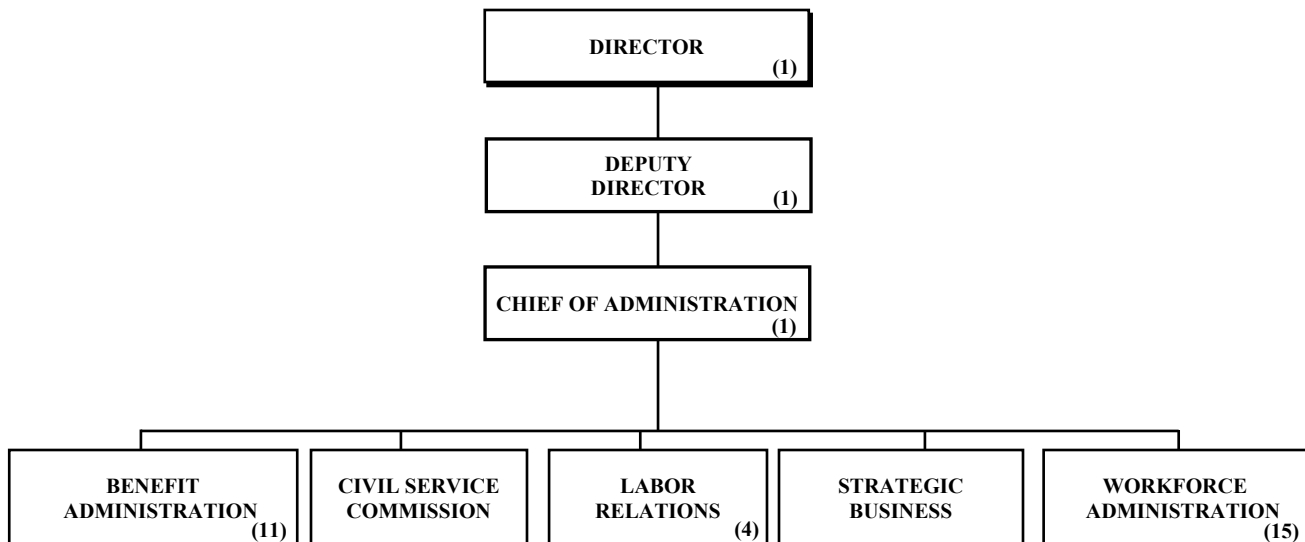 DIRECTOR
(1)
DEPUTY
DIRECTOR
(1)
CHIEF OF ADMINISTRATION
(1)
BENEFIT
ADMINISTRATION
(11)
CIVIL SERVICE
COMMISSION
LABOR
RELATIONS
(4)
STRATEGIC
BUSINESS
WORKFORCE
ADMINISTRATION
(15)